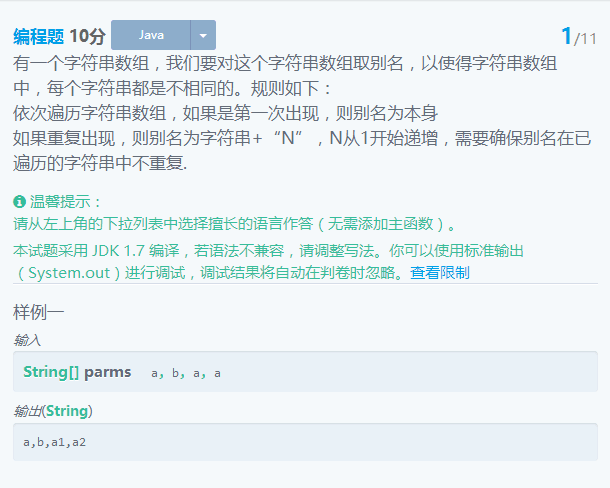 编程题 10分 Java 1/11
有一个字符串数组，我们要对这个字符串数组取别名，以使得字符串数组
中，每个字符串都是不相同的。规则如下：
依次遍历字符串数组，如果是第一次出现，则别名为本身
如果重复出现，则别名为字符串+“N”，N从1开始递增，需要确保别名在已
遍历的字符串中不重复.
温馨提示：
请从左上角的下拉列表中选择擅长的语言作答（无需添加主函数）。
本试题采用 JDK 1.7 编译，若语法不兼容，请调整写法。你可以使用标准输出
（System.out）进行调试，调试结果将自动在判卷时忽略。查看限制
样例一
输入
String[] parms a, b, a, a
输出(String)
a,b,a1,a2